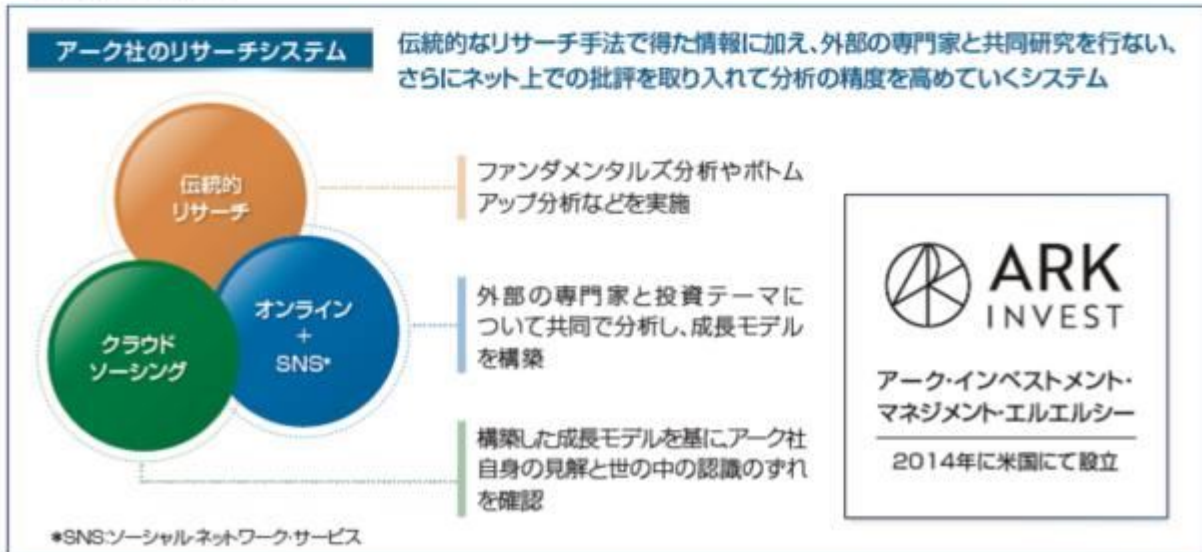 アーク社のリサーチシステム
伝統的なリサーチ手法で得た情報に加え、外部の専門家と共同研究を行ない、
さらにネット上での批評を取り入れて分析の精度を高めていくシステム
伝統的
リサーチ
ファンダメンタルズ分析やボトム
アップ分析などを実施
オンライン
+
SNS*
外部の専門家と投資テーマに
ついて共同で分析し、成長モデル
を構築
クラウド
ソーシング
構築した成長モデルを基に、アーク社
自身の見解と世の中の認識のずれ
を確認
*SNS:ソーシャル・ネットワーク・サービス
ARK
INVEST
アーク・インベストメント・
マネジメント・エルエルシー
2014年に米国にて設立